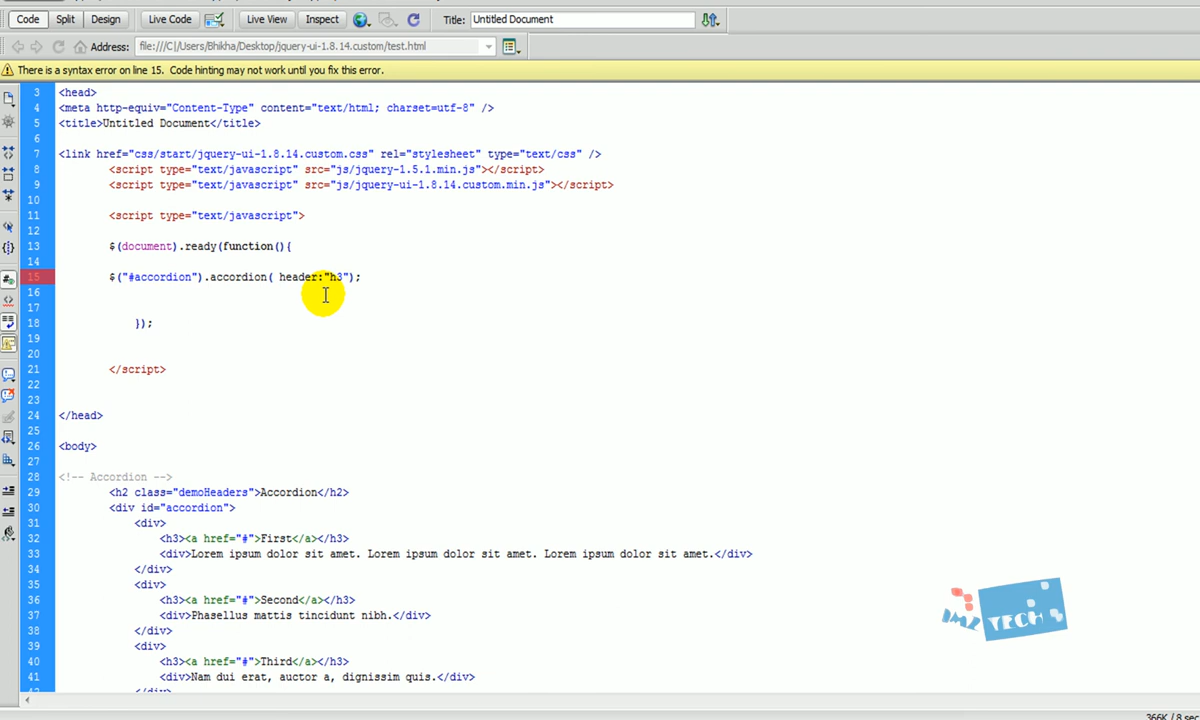 Code Split Design Live Code Live View Inspect Title: Untitled Document
Address: file:///C|/Users/Bhikha/Desktop/jquery-ui-1.8.14.custom/test.html
There is a syntax error on line 15. Code hinting may not work until you fix this error.
3 <head>
4 <meta http-equiv="Content-Type" content="text/html; charset=utf-8" />
5 <title>Untitled Document</title>
6
7 <link href="css/start/jquery-ui-1.8.14.custom.css" rel="stylesheet" type="text/css" />
8 <script type="text/javascript" src="js/jquery-1.5.1.min.js"></script>
9 <script type="text/javascript" src="js/jquery-ui-1.8.14.custom.min.js"></script>
10
11 <script type="text/javascript">
12
13 $(document).ready(function(){
14
15 $("#accordion").accordion( header:"h3");
16
17
18 });
19
20
21 </script>
22
23
24 </head>
25
26 <body>
27
28 <!-- Accordion -->
29 <h2 class="demoHeaders">Accordion</h2>
30 <div id="accordion">
31 <div>
32 <h3><a href="#">First</a></h3>
33 <div>Lorem ipsum dolor sit amet. Lorem ipsum dolor sit amet. Lorem ipsum dolor sit amet.</div>
34 </div>
35 <div>
36 <h3><a href="#">Second</a></h3>
37 <div>Phasellus mattis tincidunt nibh.</div>
38 </div>
39 <div>
40 <h3><a href="#">Third</a></h3>
41 <div>Nam dui erat, auctor a, dignissim quis.</div>
42 </div>
IMZ TECH
366K / 8 sec